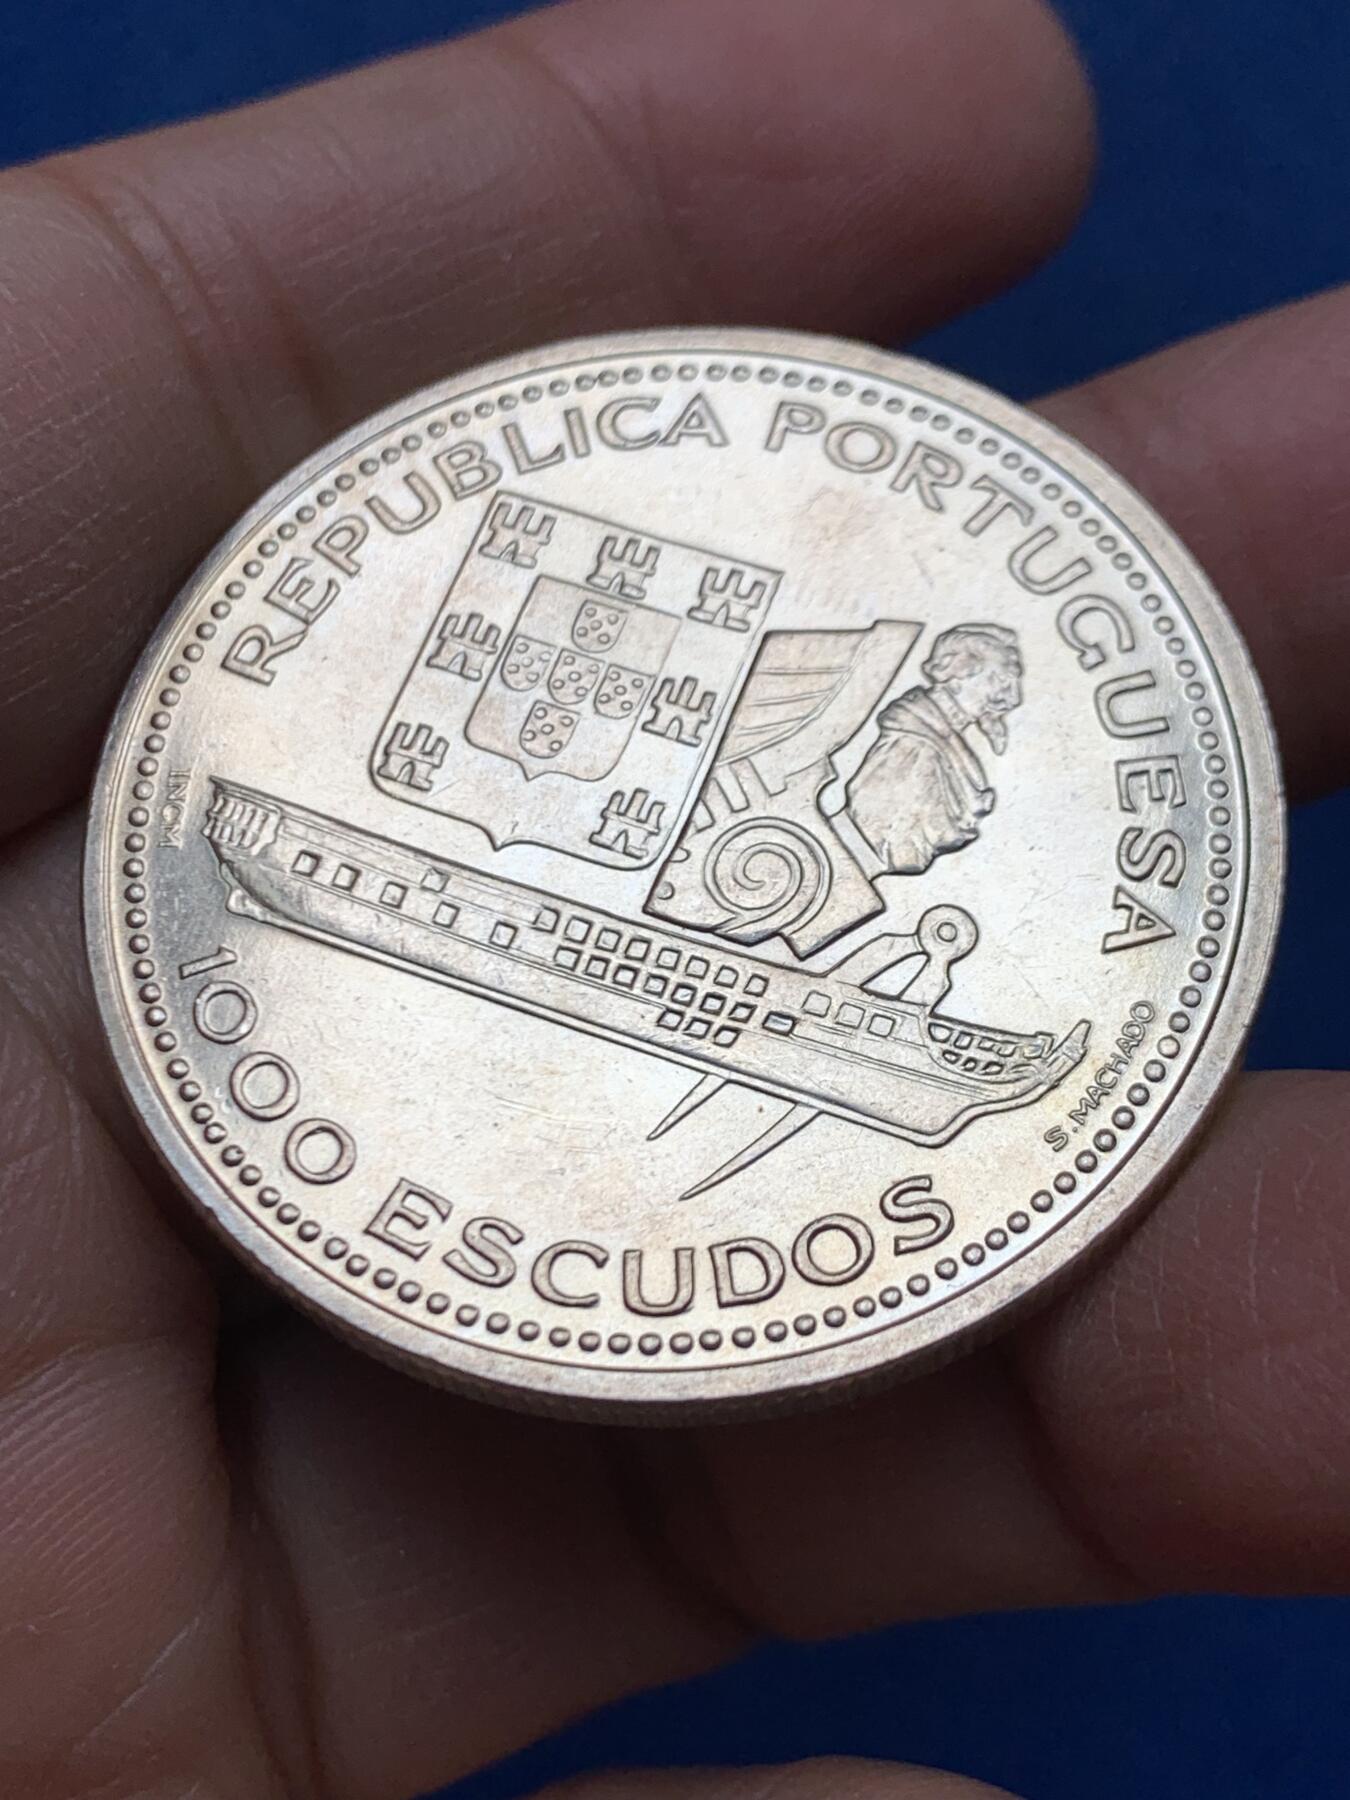 REPUBLICA PORTUGUESA
INCM
S. MACHADO
1000 ESCUDOS